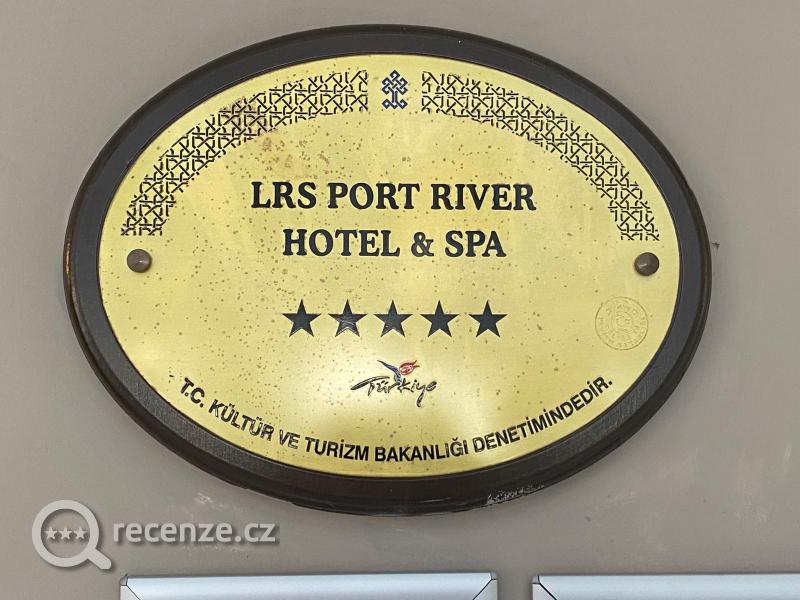 LRS PORT RIVER
HOTEL & SPA
Türkiye
T.C. KÜLTÜR VE TURİZM BAKANLIĞI DENETİMİNDEDİR.
recenze.cz